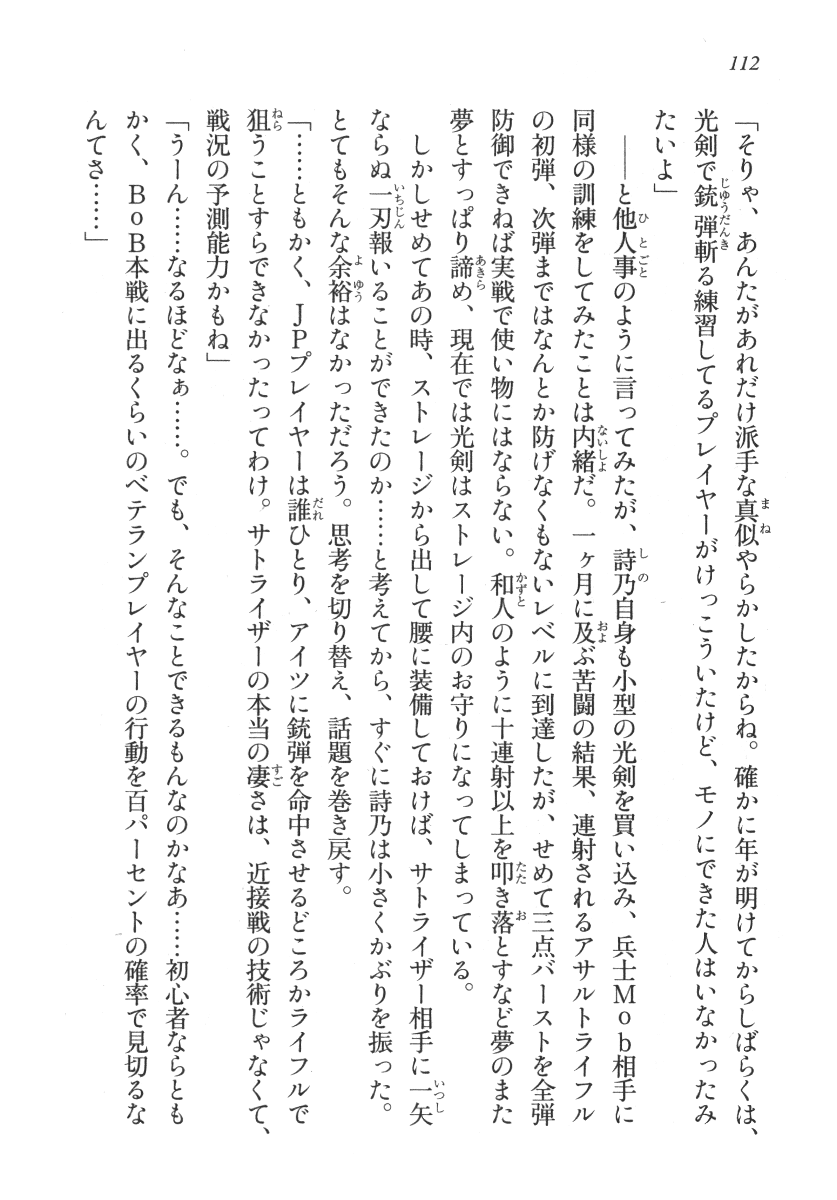 112
「そりゃ、あんたがあれだけ派手な真似やらかしたからね。確かに年が明けてからしばらくは、
光剣で銃弾斬る練習してるプレイヤーがけっこういたけど、モノにできた人はいなかったみ
たいよ」
――と他人事のように言ってみたが、詩乃自身も小型の光剣を買い込み、兵士Mob相手に
同様の訓練をしてみたことは内緒だ。一ヶ月に及ぶ苦闘の結果、連射されるアサルトライフル
の初弾、次弾まではなんとか防げなくもないレベルに到達したが、せめて三点バーストを全弾
防御できねば実戦で使い物にはならない。和人のように十連射以上を叩き落とすなど夢のまた
夢とすっぱり諦め、現在では光剣はストレージ内のお守りになってしまっている。
しかしせめてあの時、ストレージから出して腰に装備しておけば、サトライザー相手に一矢
ならぬ一刃報いることができたのか……と考えてから、すぐに詩乃は小さくかぶりを振った。
とてもそんな余裕はなかっただろう。思考を切り替え、話題を巻き戻す。
「……ともかく、JPプレイヤーは誰ひとり、アイツに銃弾を命中させるどころかライフルで
狙うことすらできなかったってわけ。サトライザーの本当の凄さは、近接戦の技術じゃなくて、
戦況の予測能力かもね」
「うーん……なるほどなぁ……。でも、そんなことできるもんなのかなあ……初心者ならとも
かく、BoB本戦に出るくらいのベテランプレイヤーの行動を百パーセントの確率で見切るな
んてさ……」